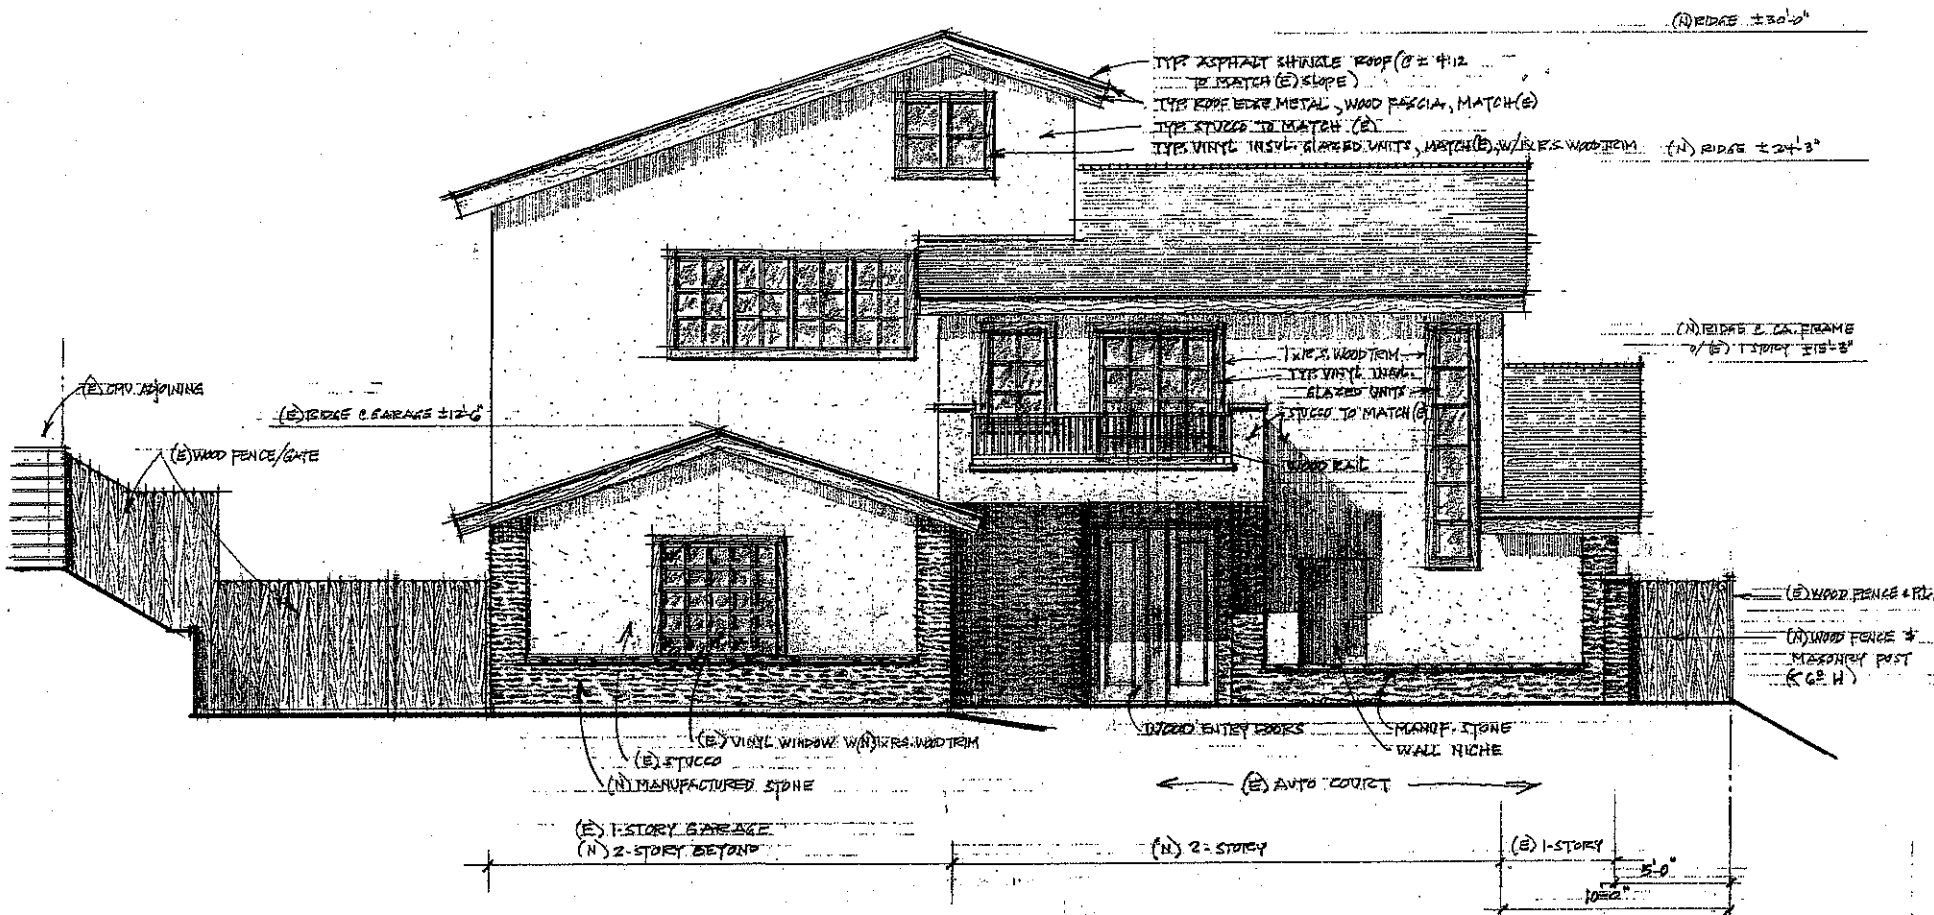 (N) RIDGE ±30'-0"
TYP. ASPHALT SHINGLE ROOF (@ ± 4:12
TO MATCH (E) SLOPE)
TYP. ROOF EDGE METAL, WOOD FASCIA, MATCH (E)
TYP. STUCCO TO MATCH (E)
TYP. VINYL INSUL. GLAZED UNITS, MATCH (E), W/ R.S. WOOD TRIM
(N) RIDGE ±24'-3"
(N) RIDGE @ CA. FRAME
O/ (E) 1 STORY ±15'-3"
1x R.S. WOOD TRIM
TYP. VINYL INSUL.
GLAZED UNITS
STUCCO TO MATCH (E)
WOOD RAIL
(E) CMU ADJOINING
(E) RIDGE @ GARAGE ±12'-6"
(E) WOOD FENCE/GATE
(E) WOOD FENCE @ PL.
(N) WOOD FENCE &
MASONRY POST
(< 6'0 H)
(E) VINYL WINDOW W/(N) 1x R.S. WOOD TRIM
(E) STUCCO
(N) MANUFACTURED STONE
WOOD ENTRY DOORS
MANUF. STONE
WALL NICHE
(E) AUTO COURT
(E) 1-STORY GARAGE
(N) 2-STORY BEYOND
(N) 2-STORY
(E) 1-STORY
5'-0"
10'-0"